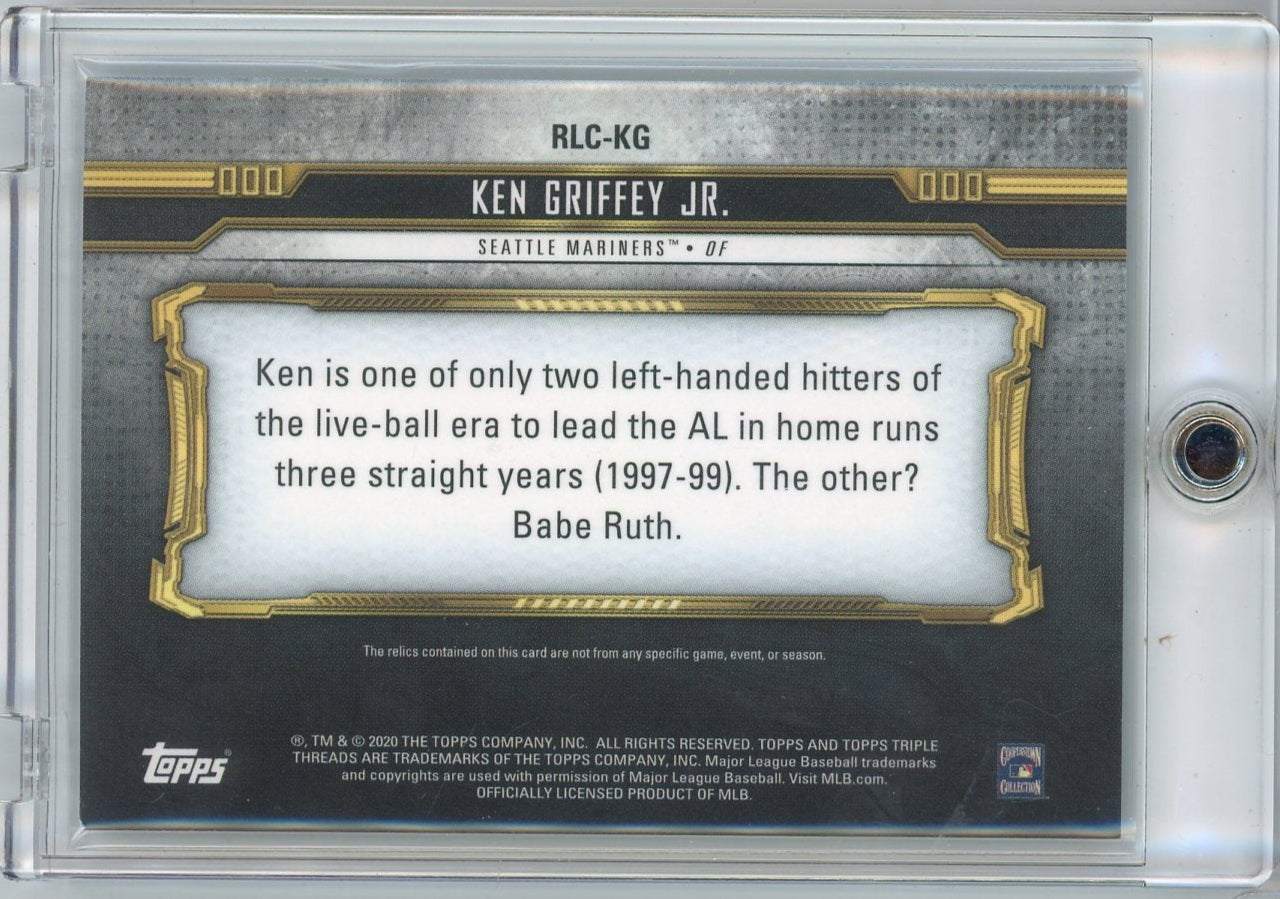 RLC-KG
KEN GRIFFEY JR.
SEATTLE MARINERS™ • OF
Ken is one of only two left-handed hitters of
the live-ball era to lead the AL in home runs
three straight years (1997-99). The other?
Babe Ruth.
The relics contained on this card are not from any specific game, event, or season.
®, TM & © 2020 THE TOPPS COMPANY, INC. ALL RIGHTS RESERVED. TOPPS AND TOPPS TRIPLE
THREADS ARE TRADEMARKS OF THE TOPPS COMPANY, INC. Major League Baseball trademarks
and copyrights are used with permission of Major League Baseball. Visit MLB.com.
OFFICIALLY LICENSED PRODUCT OF MLB.
topps®
COOPERSTOWN
COLLECTION